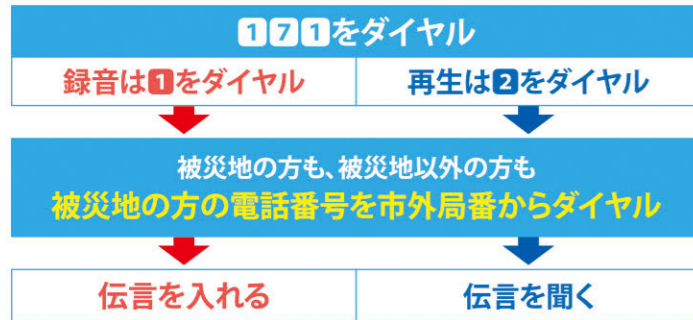 171をダイヤル
録音は1をダイヤル
再生は2をダイヤル
被災地の方も、被災地以外の方も
被災地の方の電話番号を市外局番からダイヤル
伝言を入れる
伝言を聞く